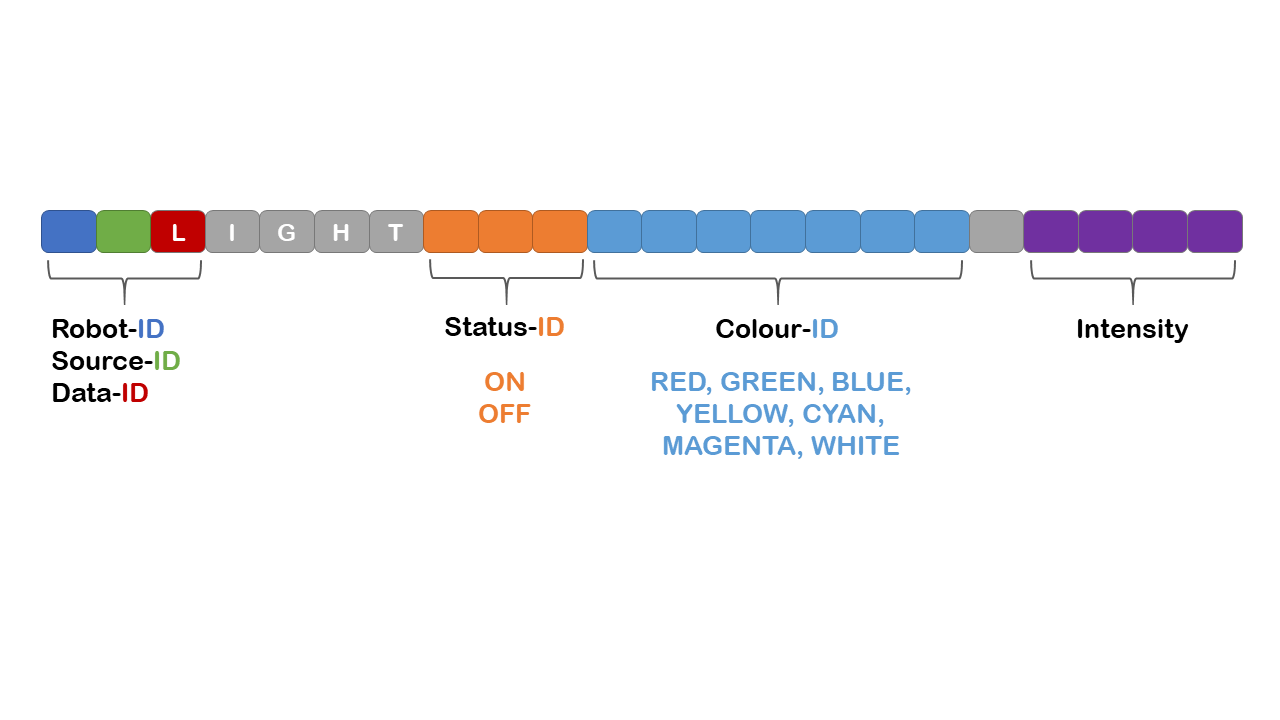 L I G H T
Robot-ID
Source-ID
Data-ID
Status-ID
ON
OFF
Colour-ID
RED, GREEN, BLUE,
YELLOW, CYAN,
MAGENTA, WHITE
Intensity